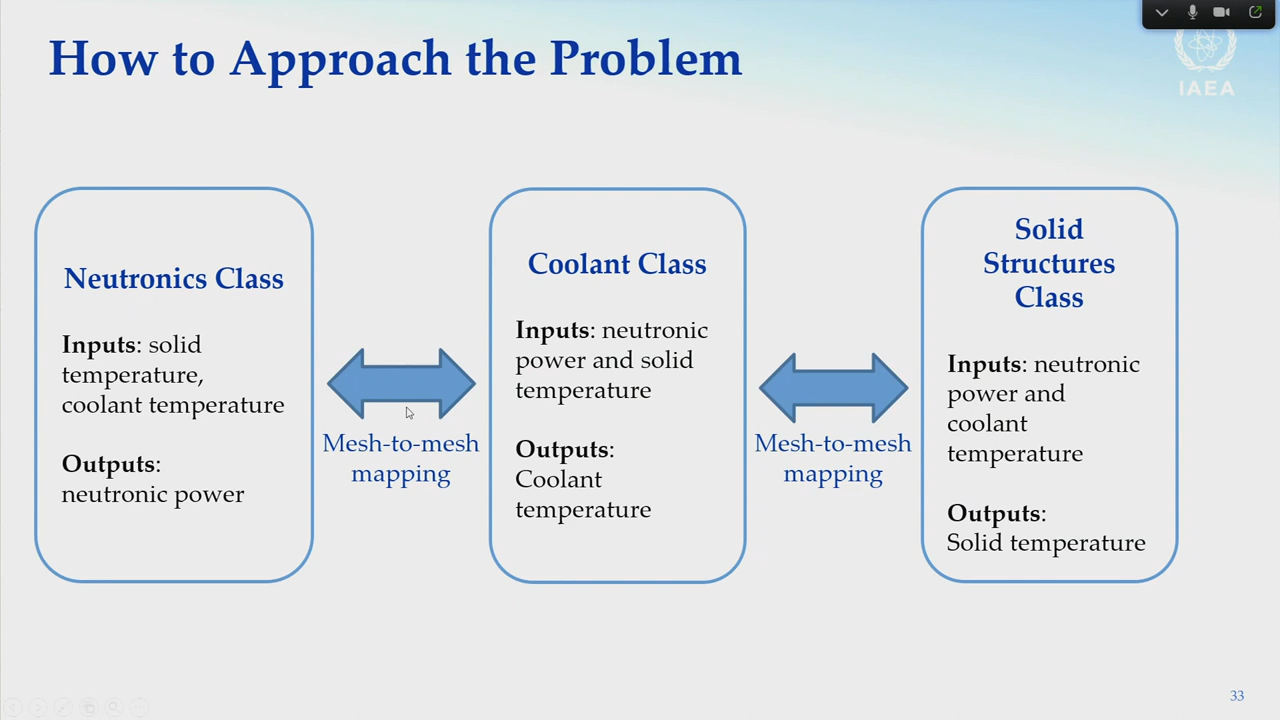 How to Approach the Problem
IAEA
Neutronics Class
Inputs: solid
temperature,
coolant temperature
Outputs:
neutronic power
Mesh-to-mesh
mapping
Coolant Class
Inputs: neutronic
power and solid
temperature
Outputs:
Coolant
temperature
Mesh-to-mesh
mapping
Solid
Structures
Class
Inputs: neutronic
power and
coolant
temperature
Outputs:
Solid temperature
33